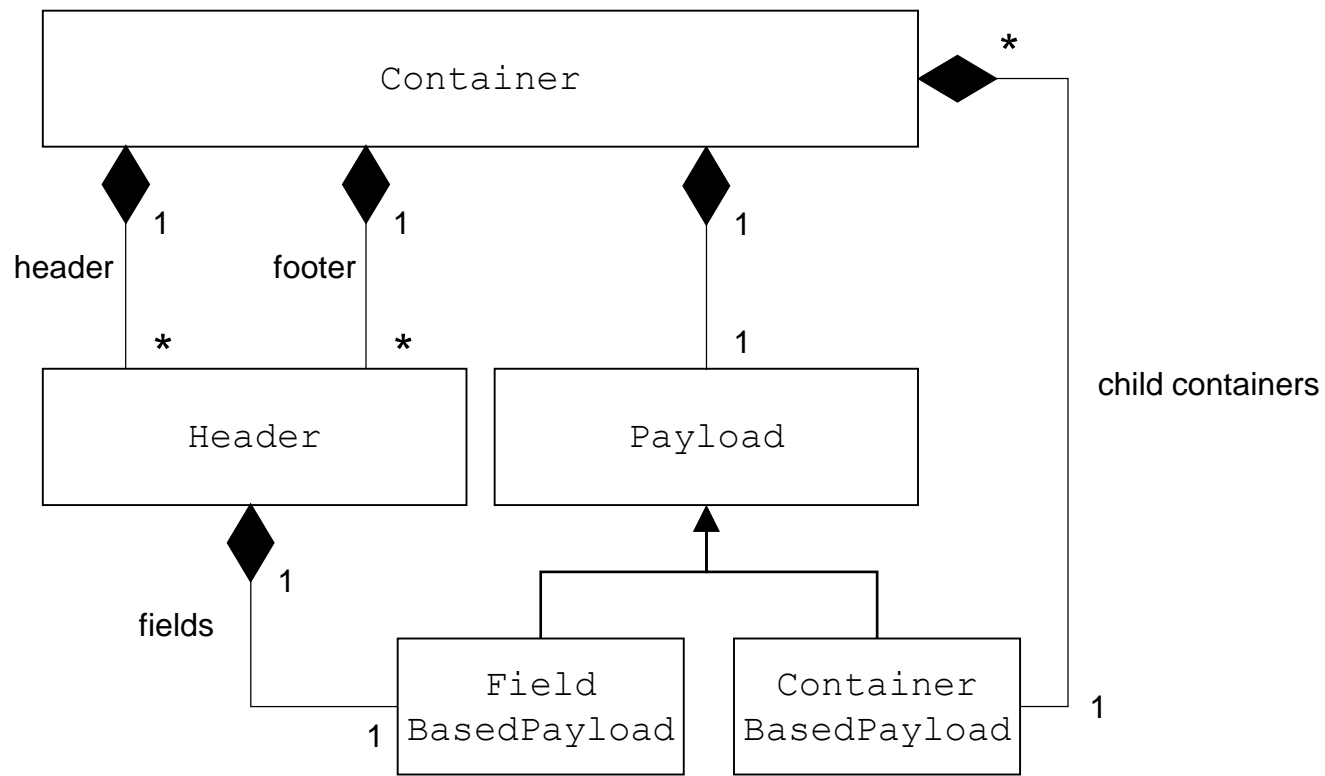 Container
*
1
1
1
header
footer
*
*
1
child containers
Header
Payload
1
fields
Field
BasedPayload
Container
BasedPayload
1
1